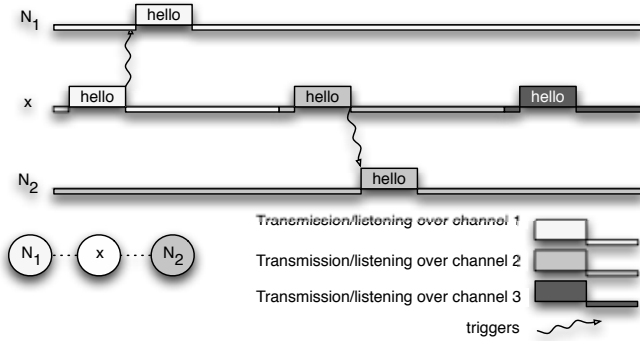 N1 hello
x hello hello hello
N2 hello
N1 x N2
Transmission/listening over channel 1
Transmission/listening over channel 2
Transmission/listening over channel 3
triggers